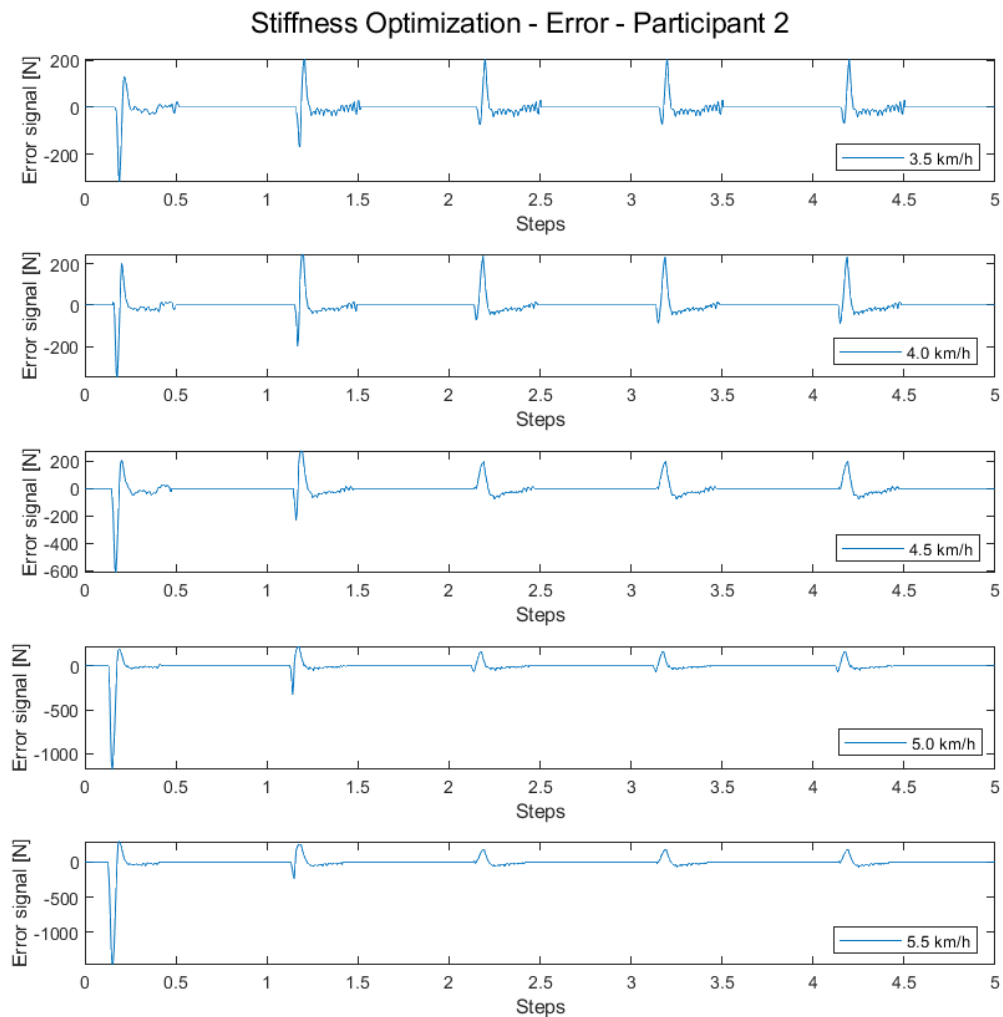 Stiffness Optimization - Error - Participant 2
Error signal [N]
200
0
-200
3.5 km/h
0 0.5 1 1.5 2 2.5 3 3.5 4 4.5 5
Steps
Error signal [N]
200
0
-200
4.0 km/h
0 0.5 1 1.5 2 2.5 3 3.5 4 4.5 5
Steps
Error signal [N]
200
0
-200
-400
-600
4.5 km/h
0 0.5 1 1.5 2 2.5 3 3.5 4 4.5 5
Steps
Error signal [N]
0
-500
-1000
5.0 km/h
0 0.5 1 1.5 2 2.5 3 3.5 4 4.5 5
Steps
Error signal [N]
0
-500
-1000
5.5 km/h
0 0.5 1 1.5 2 2.5 3 3.5 4 4.5 5
Steps